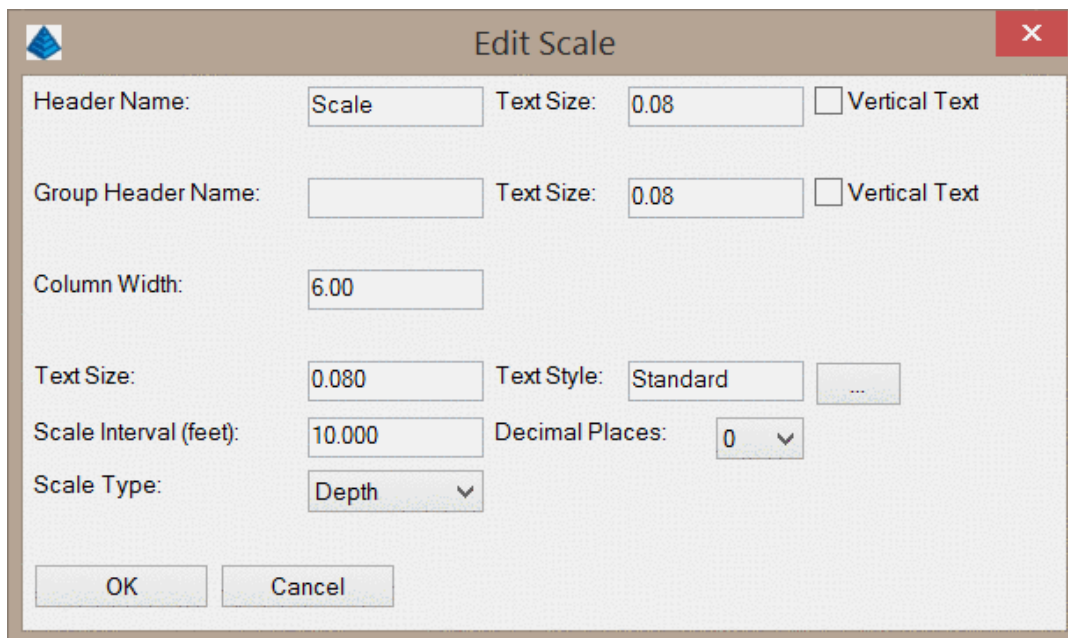 Edit Scale
Header Name: Scale Text Size: 0.08 Vertical Text
Group Header Name: Text Size: 0.08 Vertical Text
Column Width: 6.00
Text Size: 0.080 Text Style: Standard ...
Scale Interval (feet): 10.000 Decimal Places: 0
Scale Type: Depth
OK Cancel